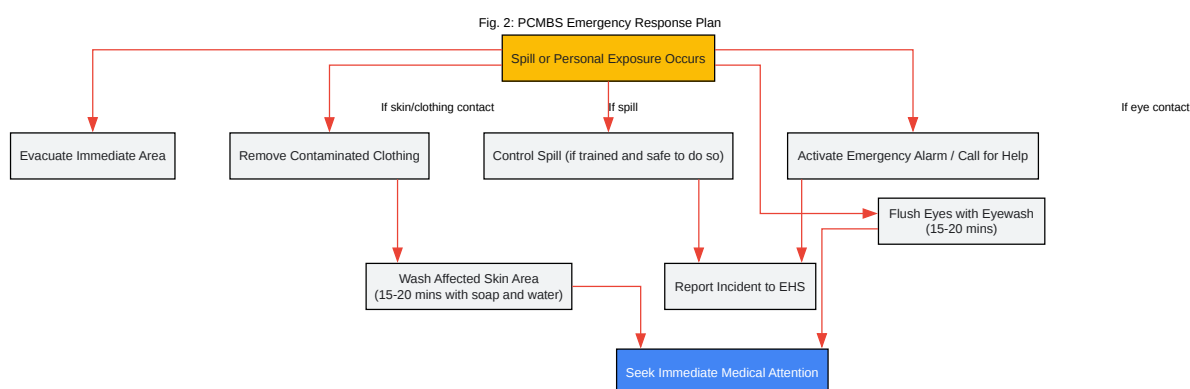 Fig. 2: PCMBS Emergency Response Plan
Spill or Personal Exposure Occurs
If skin/clothing contact
If spill
If eye contact
Evacuate Immediate Area
Remove Contaminated Clothing
Control Spill (if trained and safe to do so)
Activate Emergency Alarm / Call for Help
Flush Eyes with Eyewash
(15-20 mins)
Wash Affected Skin Area
(15-20 mins with soap and water)
Report Incident to EHS
Seek Immediate Medical Attention